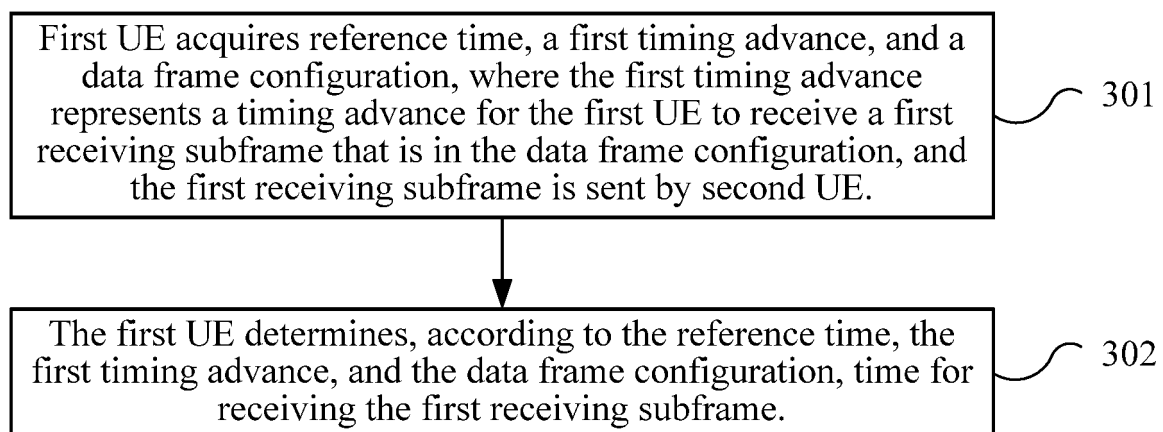 First UE acquires reference time, a first timing advance, and a
data frame configuration, where the first timing advance
represents a timing advance for the first UE to receive a first
receiving subframe that is in the data frame configuration, and
the first receiving subframe is sent by second UE.
301
The first UE determines, according to the reference time, the
first timing advance, and the data frame configuration, time for
receiving the first receiving subframe.
302